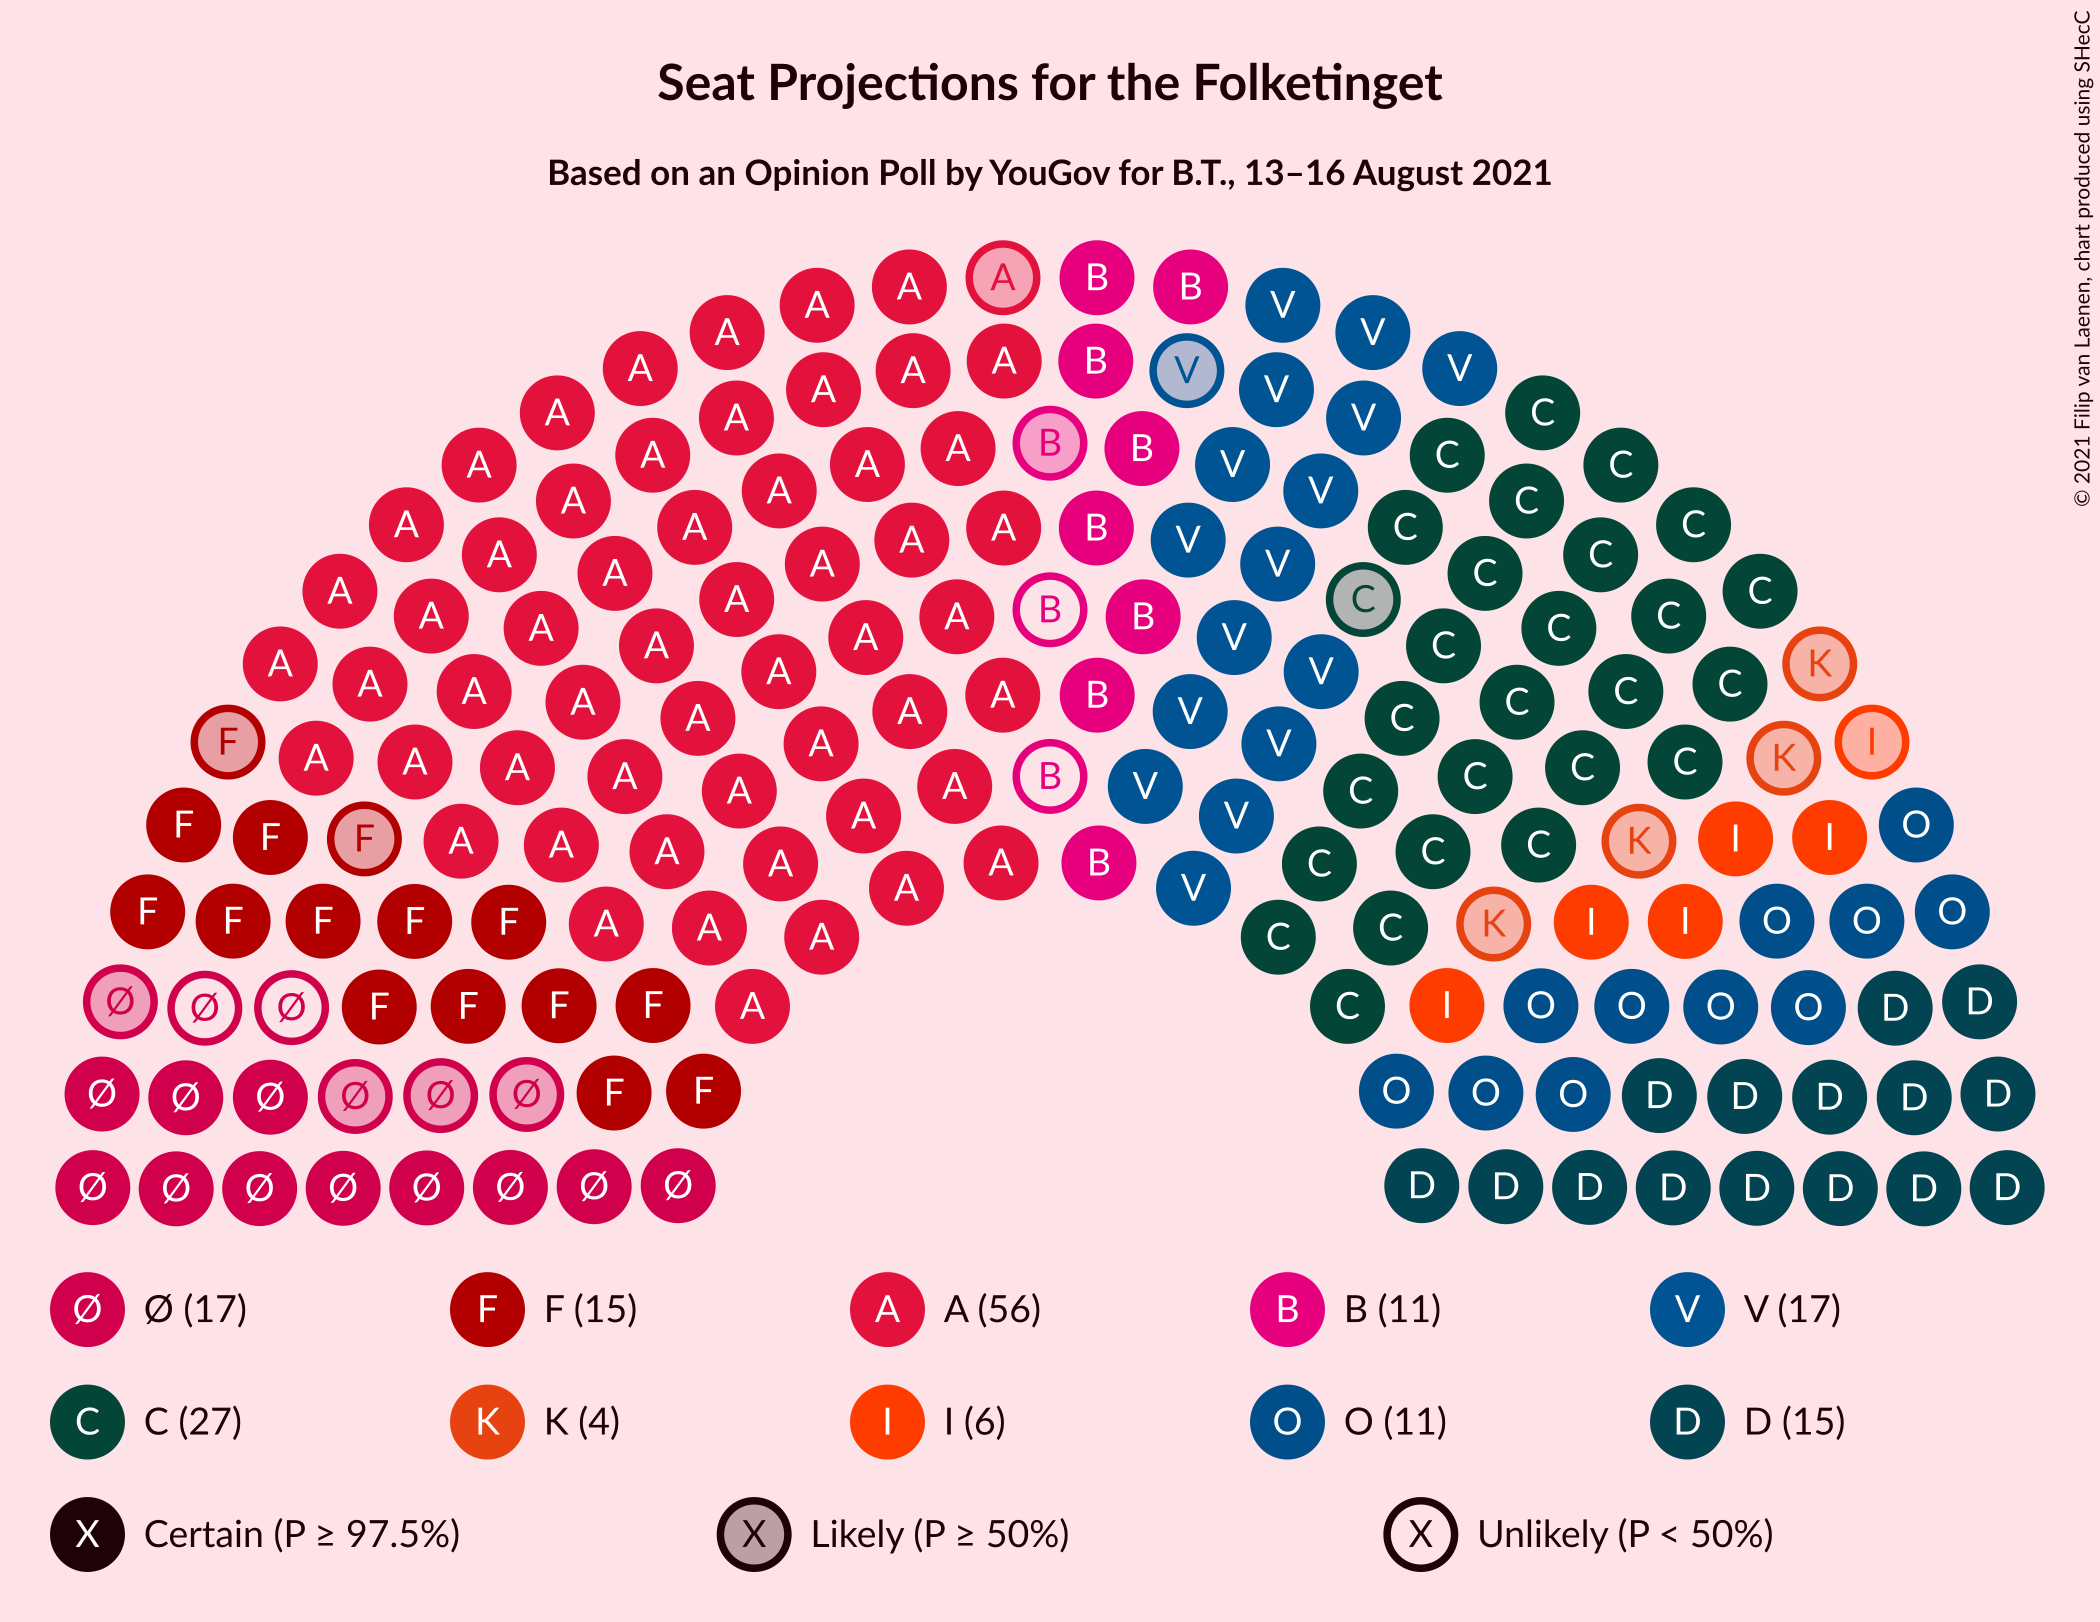 Seat Projections for the Folketinget
Based on an Opinion Poll by YouGov for B.T., 13–16 August 2021
© 2021 Filip van Laenen, chart produced using SHecC
A A A B B V
A A A A A B V V V V
A A A A A A B B V V C C C
A A A A A A B V V C C C
A A A A A V C C C C
A A A A A B B V C C C
A A A A A A A A B V V C C C C K
F A A A A A A A B V V C C C C K I
F F F A A A A A A A B V V C C C K I I O
F F F F F A A A C C K I I O O O
Ø Ø Ø F F F F A C I O O O O D D
Ø Ø Ø Ø Ø Ø F F O O O D D D D D
Ø Ø Ø Ø Ø Ø Ø Ø D D D D D D D D
Ø Ø (17) F F (15) A A (56) B B (11) V V (17)
C C (27) K K (4) I I (6) O O (11) D D (15)
X Certain (P ≥ 97.5%) X Likely (P ≥ 50%) X Unlikely (P < 50%)